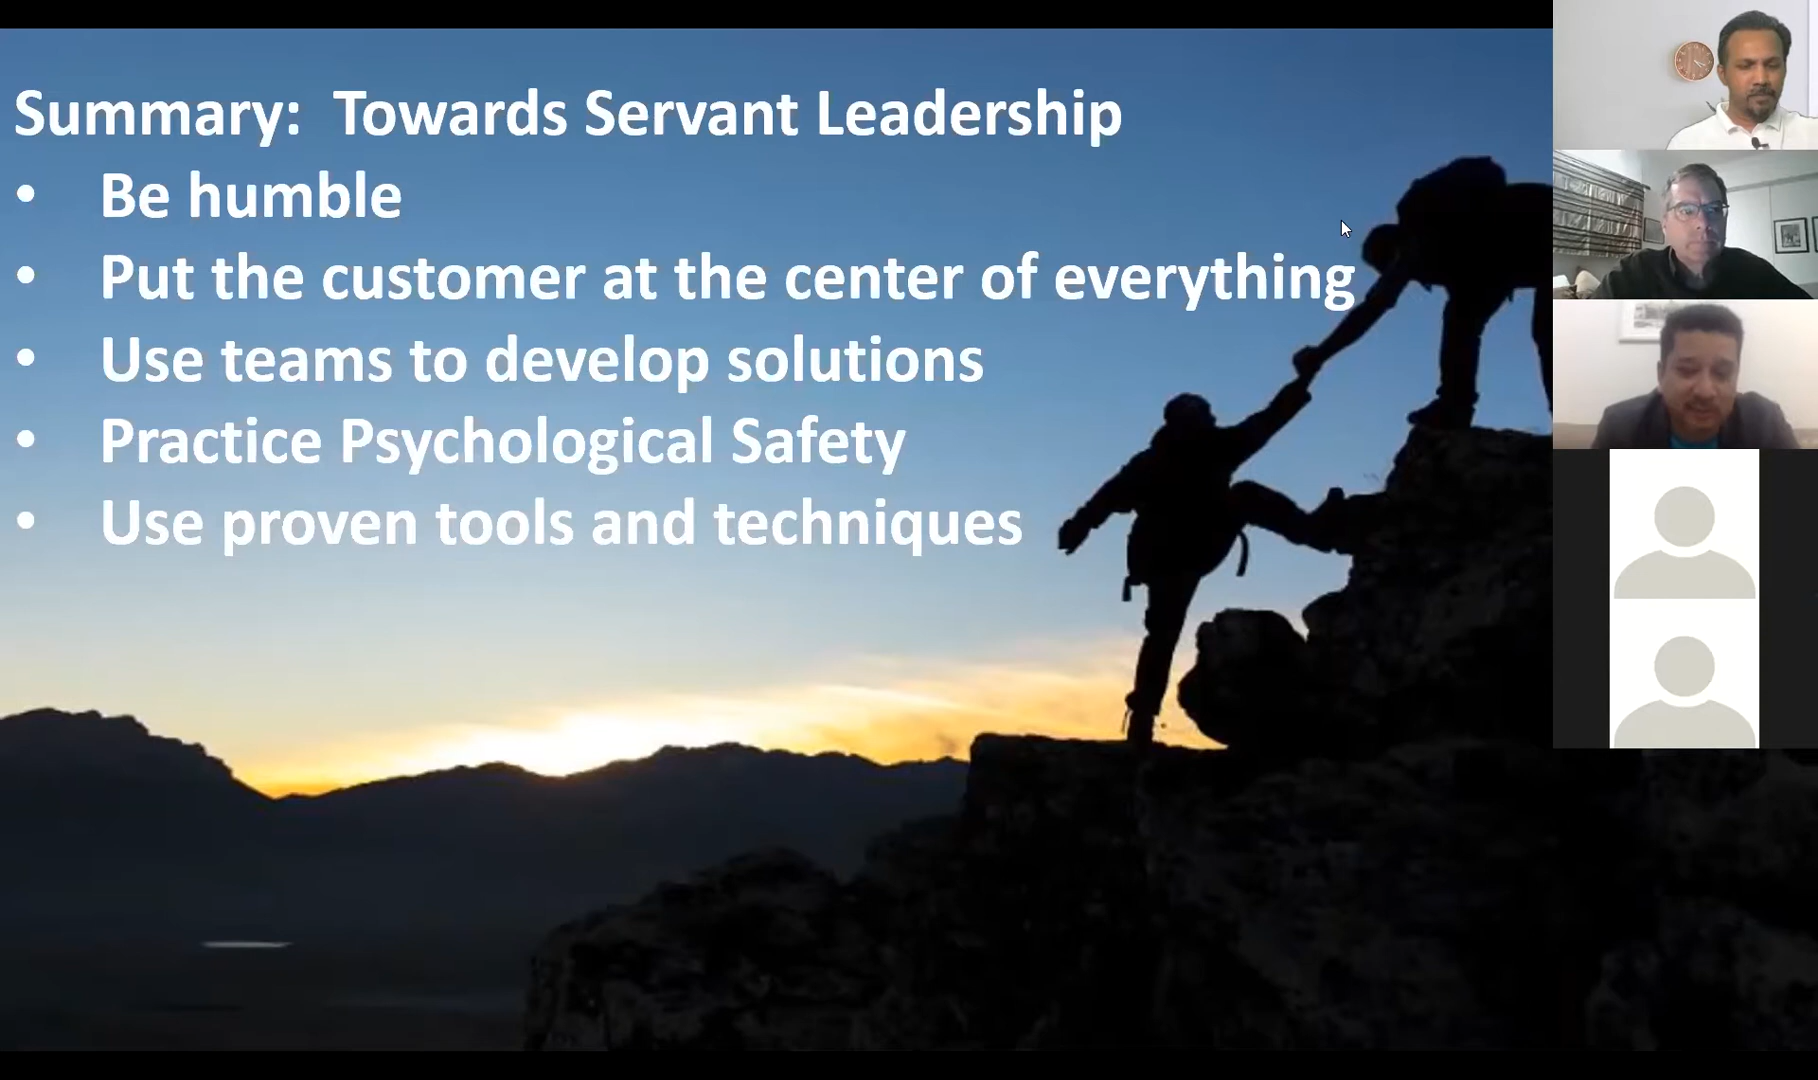 Summary:  Towards Servant Leadership
• Be humble
• Put the customer at the center of everything
• Use teams to develop solutions
• Practice Psychological Safety
• Use proven tools and techniques